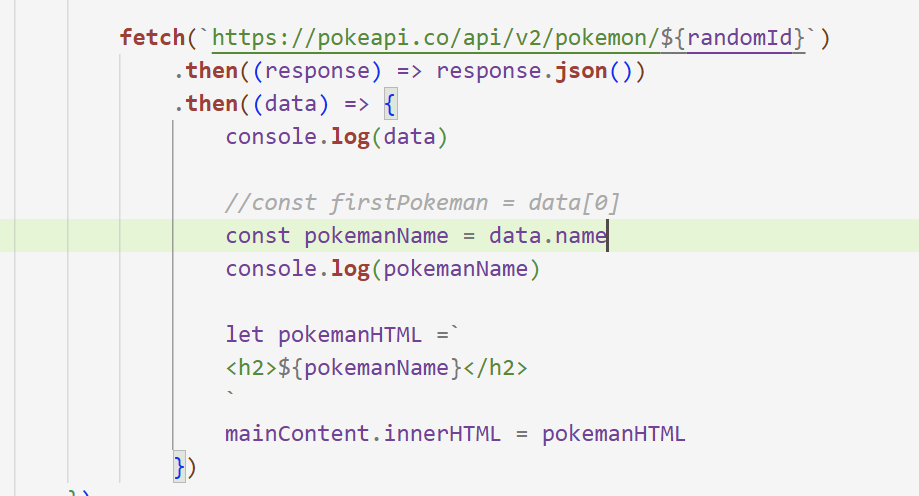 fetch(`https://pokeapi.co/api/v2/pokemon/${randomId}`)
.then((response) => response.json())
.then((data) => {
console.log(data)
//const firstPokeman = data[0]
const pokemanName = data.name
console.log(pokemanName)
let pokemanHTML =`
<h2>${pokemanName}</h2>
`
mainContent.innerHTML = pokemanHTML
})
})